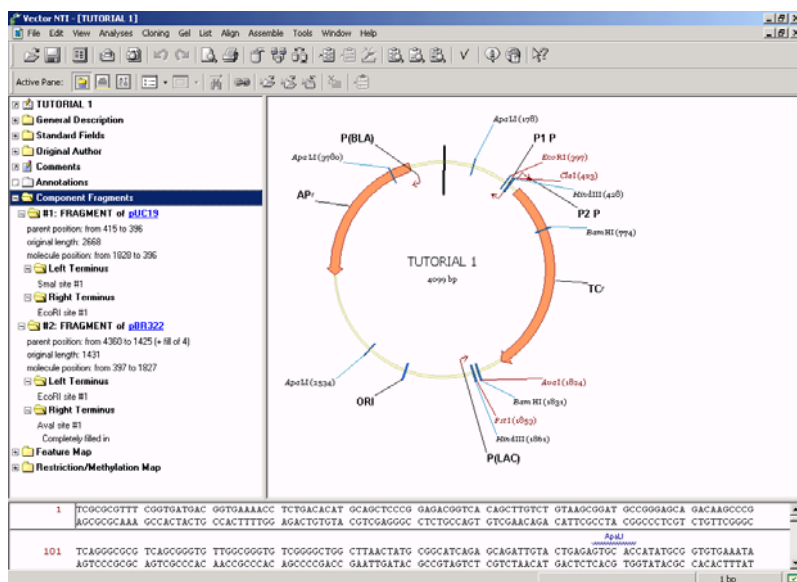 Vector NTI - [TUTORIAL 1]
File Edit View Analyses Cloning Gel List Align Assemble Tools Window Help
Active Pane:
TUTORIAL 1
General Description
Standard Fields
Original Author
Comments
Annotations
Component Fragments
#1: FRAGMENT of pUC19
parent position: from 415 to 396
original length: 2668
molecule position: from 1828 to 396
Left Terminus
SmaI site #1
Right Terminus
EcoRI site #1
#2: FRAGMENT of pBR322
parent position: from 4360 to 1425 (+ fill of 4)
original length: 1431
molecule position: from 397 to 1827
Left Terminus
EcoRI site #1
Right Terminus
AvaI site #1
Completely filled in
Feature Map
Restriction/Methylation Map
P(BLA)
ApaLI (178)
P1 P
ApaLI (3780)
EcoRI (397)
ClaI (423)
APr
HindIII (428)
P2 P
BamHI (774)
TUTORIAL 1
4099 bp
TCr
ApaLI (2534)
AvaI (1824)
ORI
BamHI (1831)
PstI (1853)
HindIII (1861)
P(LAC)
1 TCGCGCGTTT CGGTGATGAC GGTGAAAACC TCTGACACAT GCAGCTCCCG GAGACGGTCA CAGCTTGTCT GTAAGCGGAT GCCGGGAGCA GACAAGCCCG
AGCGCGCAAA GCCACTACTG CCACTTTTGG AGACTGTGTA CGTCGAGGGC CTCTGCCAGT GTCGAACAGA CATTCGCCTA CGGCCCTCGT CTGTTCGGGC
ApaLI
101 TCAGGGCGCG TCAGCGGGTG TTGGCGGGTG TCGGGGCTGG CTTAACTATG CGGCATCAGA GCAGATTGTA CTGAGAGTGC ACCATATGCG GTGTGAAATA
AGTCCCGCGC AGTCGCCCAC AACCGCCCAC AGCCCCGACC GAATTGATAC GCCGTAGTCT CGTCTAACAT GACTCTCACG TGGTATACGC CACACTTTAT
1 bp